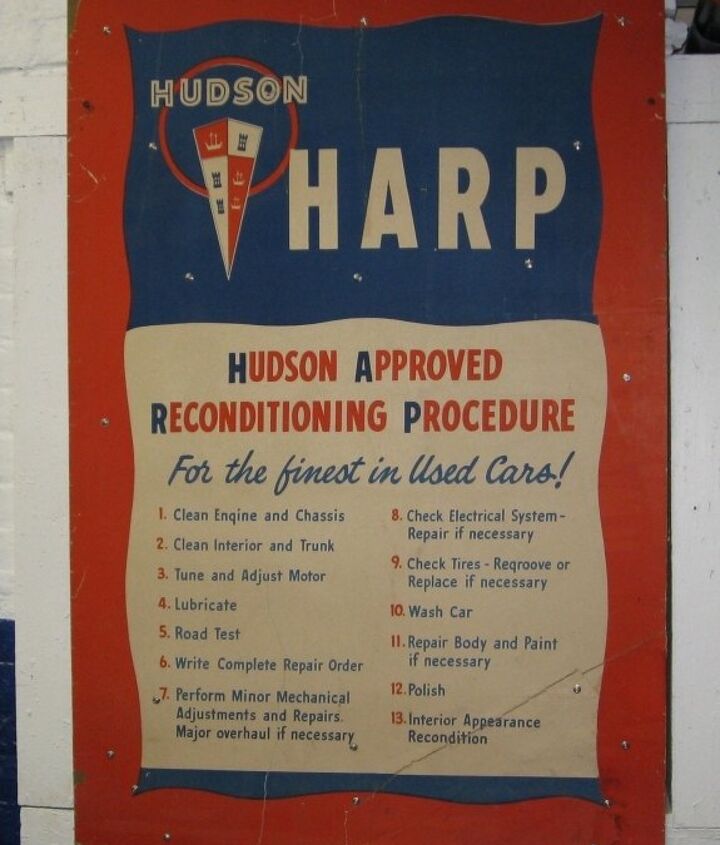 HUDSON
HARP
HUDSON APPROVED
RECONDITIONING PROCEDURE
For the finest in Used Cars!
1. Clean Engine and Chassis
2. Clean Interior and Trunk
3. Tune and Adjust Motor
4. Lubricate
5. Road Test
6. Write Complete Repair Order
7. Perform Minor Mechanical
Adjustments and Repairs.
Major overhaul if necessary
8. Check Electrical System-
Repair if necessary
9. Check Tires - Regroove or
Replace if necessary
10. Wash Car
11. Repair Body and Paint
if necessary
12. Polish
13. Interior Appearance
Recondition